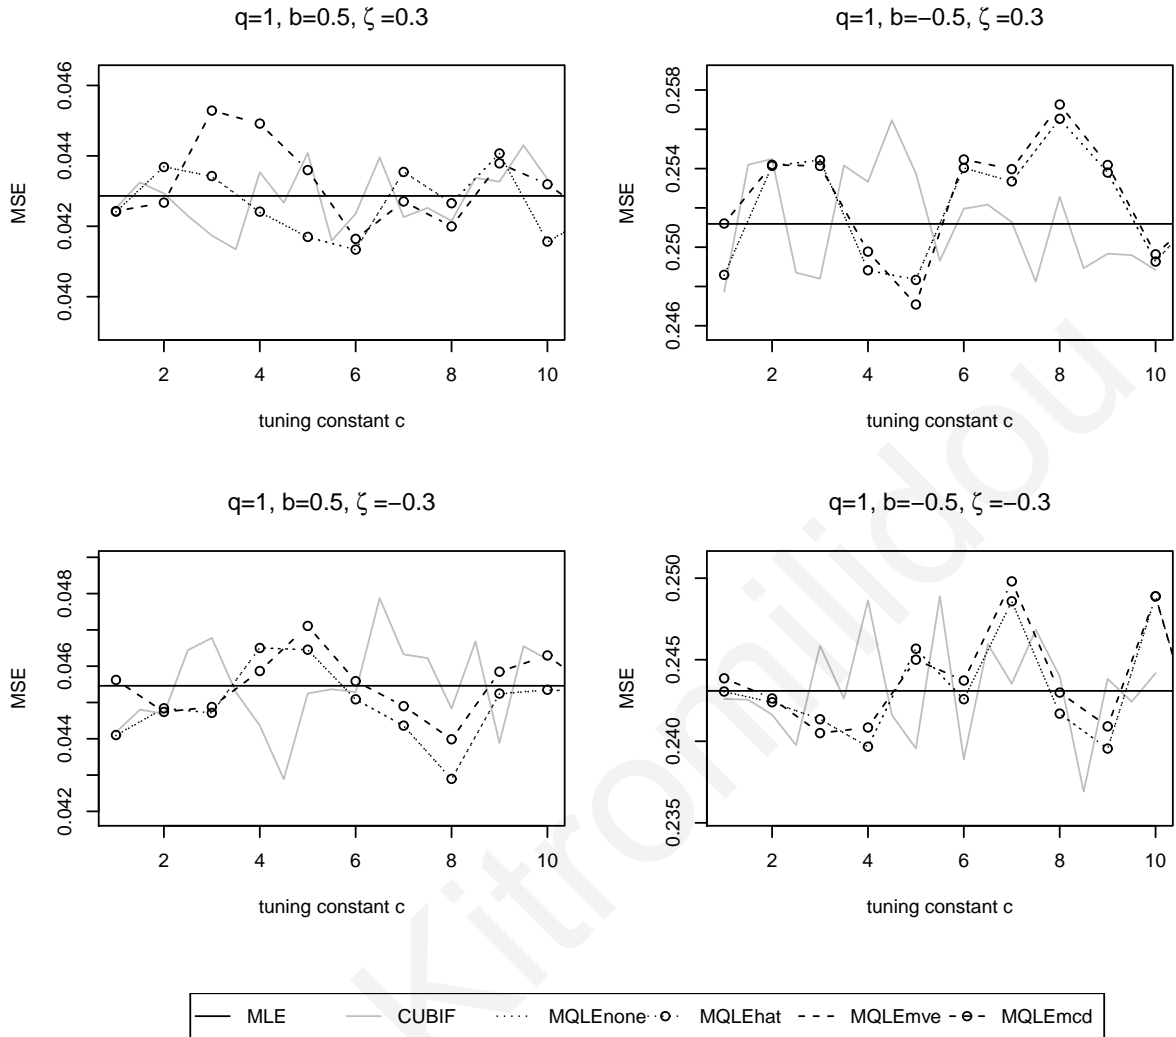 q=1, b=0.5, ζ =0.3
q=1, b=−0.5, ζ =0.3
MSE
0.040
0.042
0.044
0.046
2
4
6
8
10
tuning constant c
MSE
0.246
0.250
0.254
0.258
2
4
6
8
10
tuning constant c
q=1, b=0.5, ζ =−0.3
q=1, b=−0.5, ζ =−0.3
MSE
0.042
0.044
0.046
0.048
2
4
6
8
10
tuning constant c
MSE
0.235
0.240
0.245
0.250
2
4
6
8
10
tuning constant c
MLE
CUBIF
MQLEnone
MQLEhat
MQLEmve
MQLEmcd
Kitromilidou